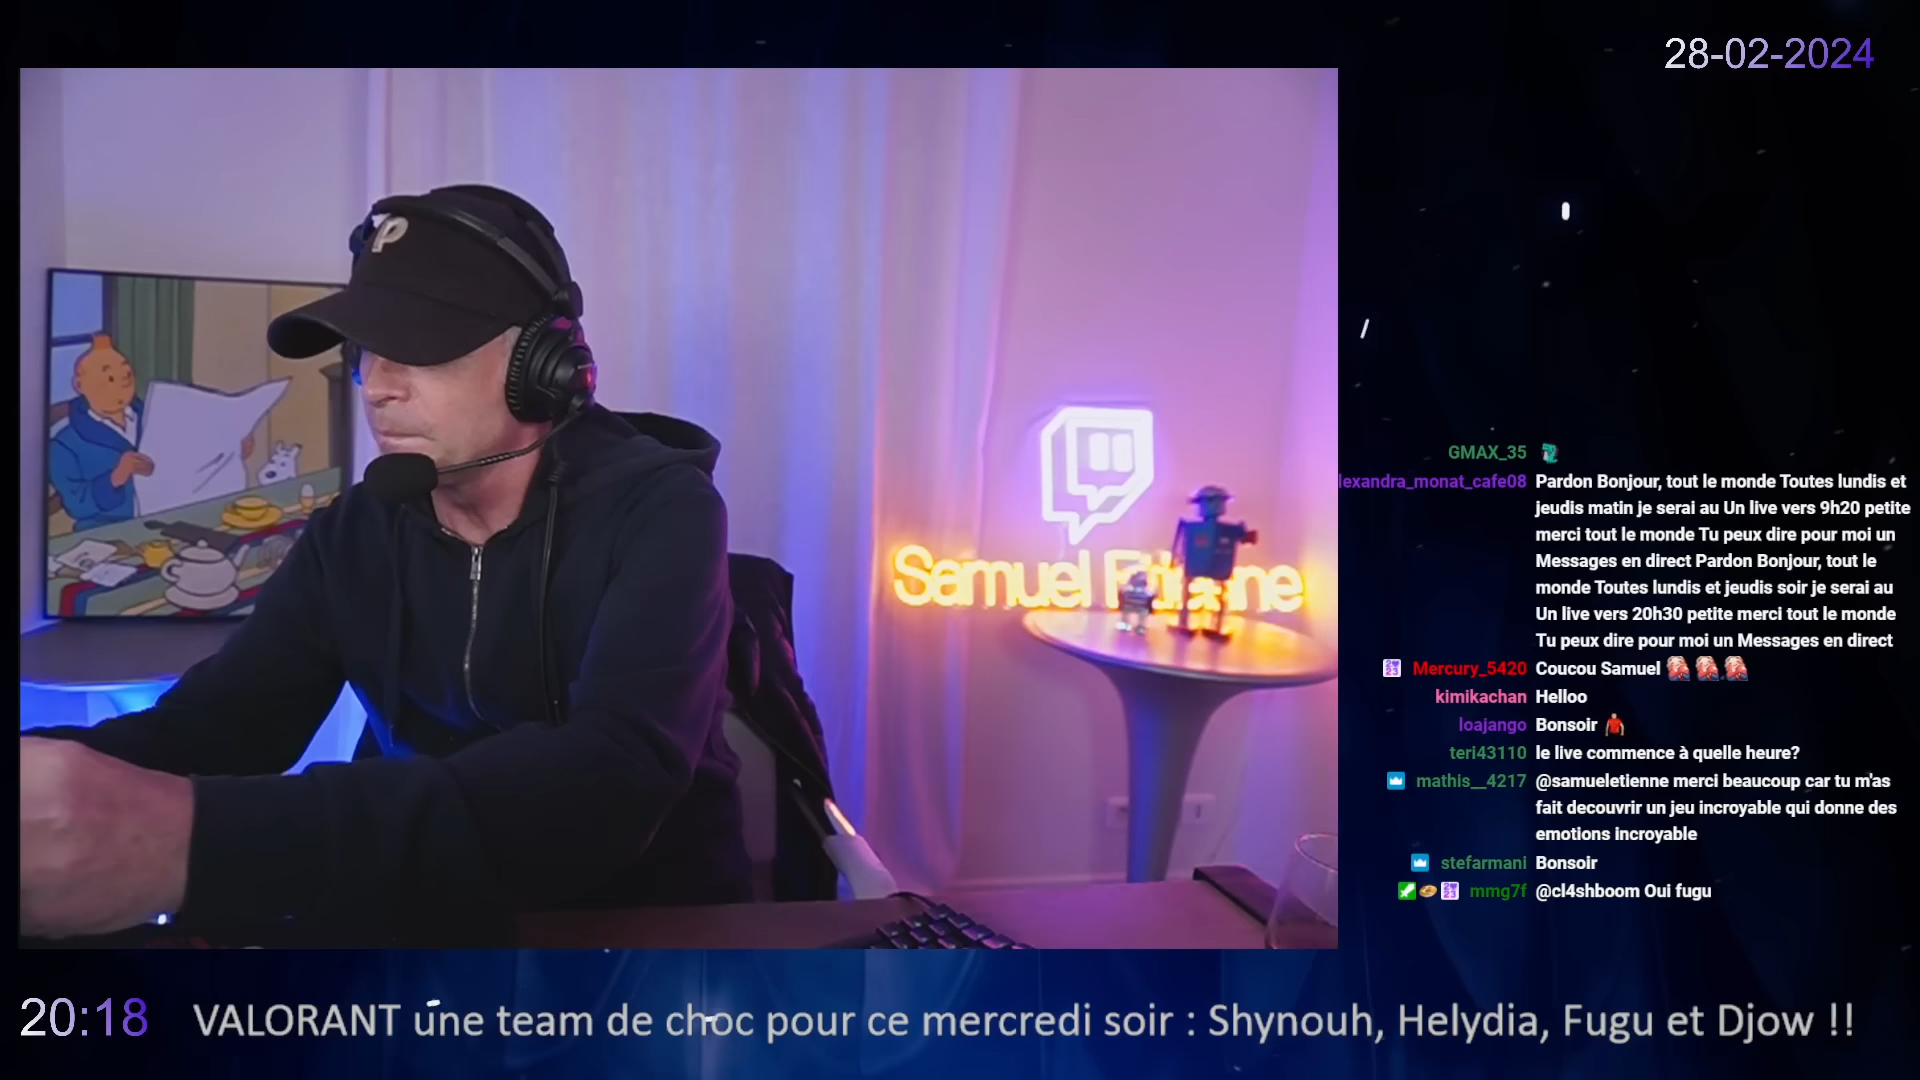 28-02-2024
P
Samuel
GMAX_35
lexandra_monat_cafe08 Pardon Bonjour, tout le monde Toutes lundis et
jeudis matin je serai au Un live vers 9h20 petite
merci tout le monde Tu peux dire pour moi un
Messages en direct Pardon Bonjour, tout le
monde Toutes lundis et jeudis soir je serai au
Un live vers 20h30 petite merci tout le monde
Tu peux dire pour moi un Messages en direct
Mercury_5420 Coucou Samuel
kimikachan Helloo
loajango Bonsoir
teri43110 le live commence à quelle heure?
mathis__4217 @samueletienne merci beaucoup car tu m'as
fait decouvrir un jeu incroyable qui donne des
emotions incroyable
stefarmani Bonsoir
mmg7f @cl4shboom Oui fugu
20:18 VALORANT une team de choc pour ce mercredi soir : Shynouh, Helydia, Fugu et Djow !!